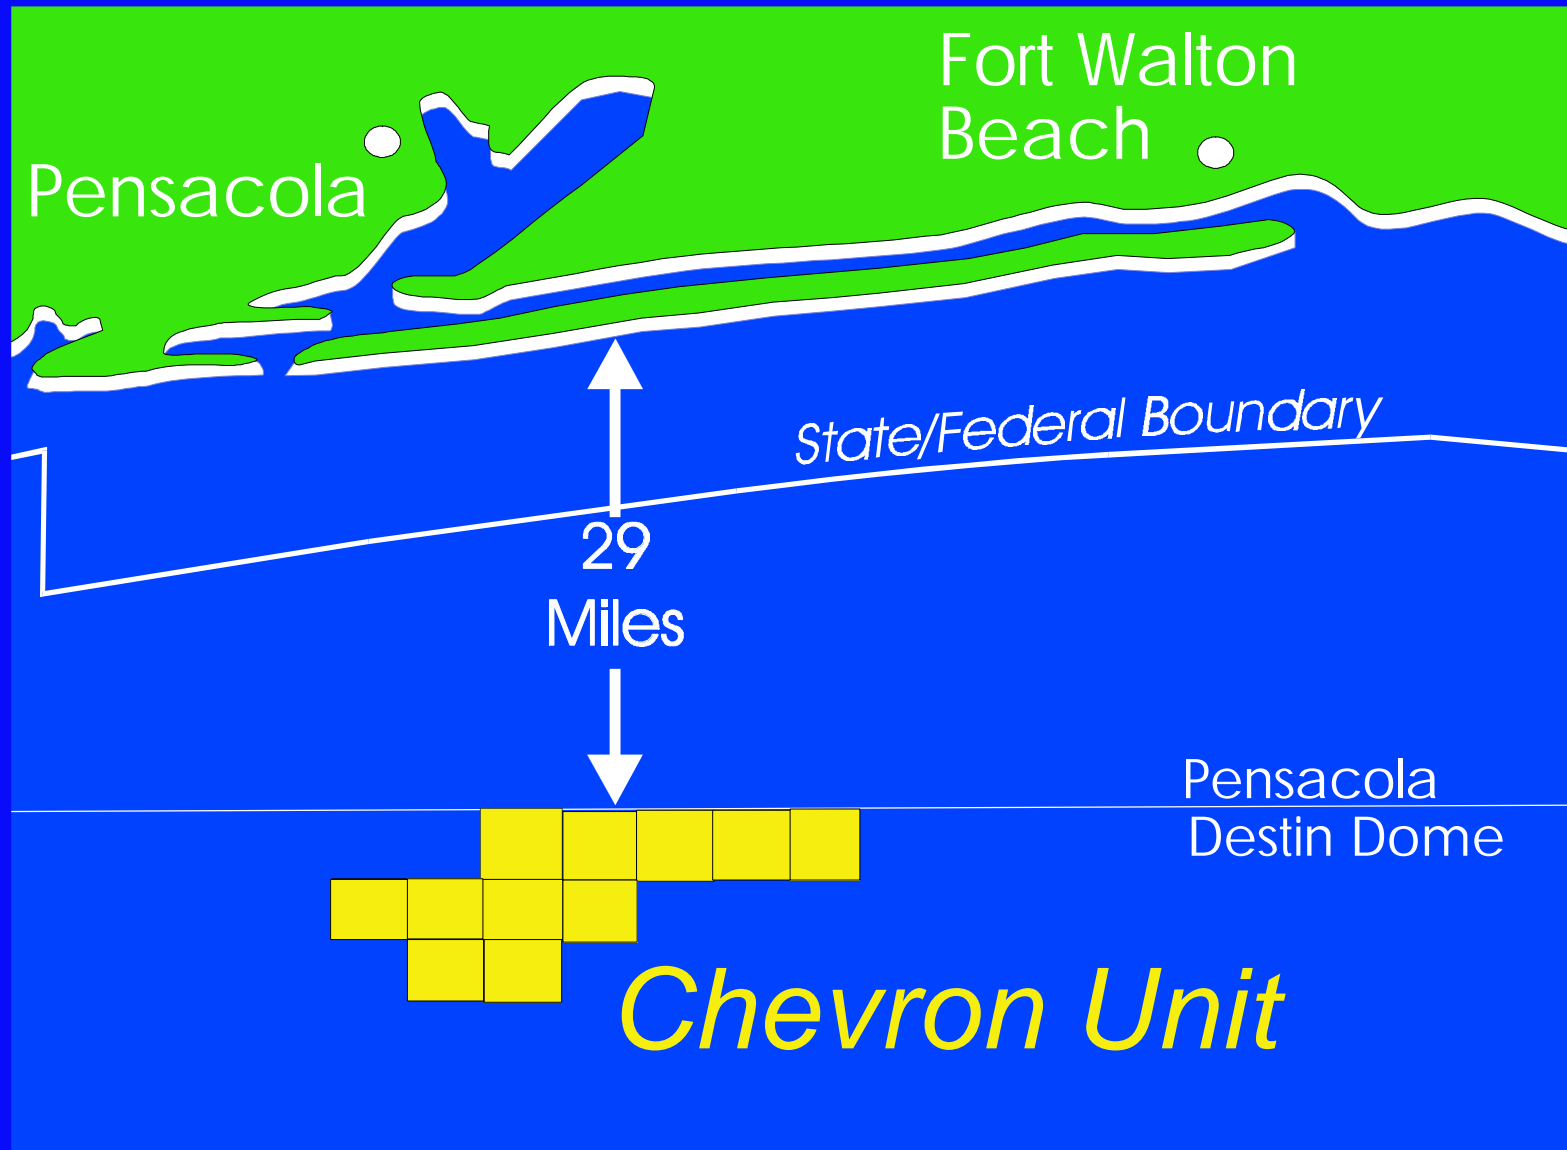 Fort Walton
Beach
Pensacola
State/Federal Boundary
29
Miles
Pensacola
Destin Dome
Chevron Unit